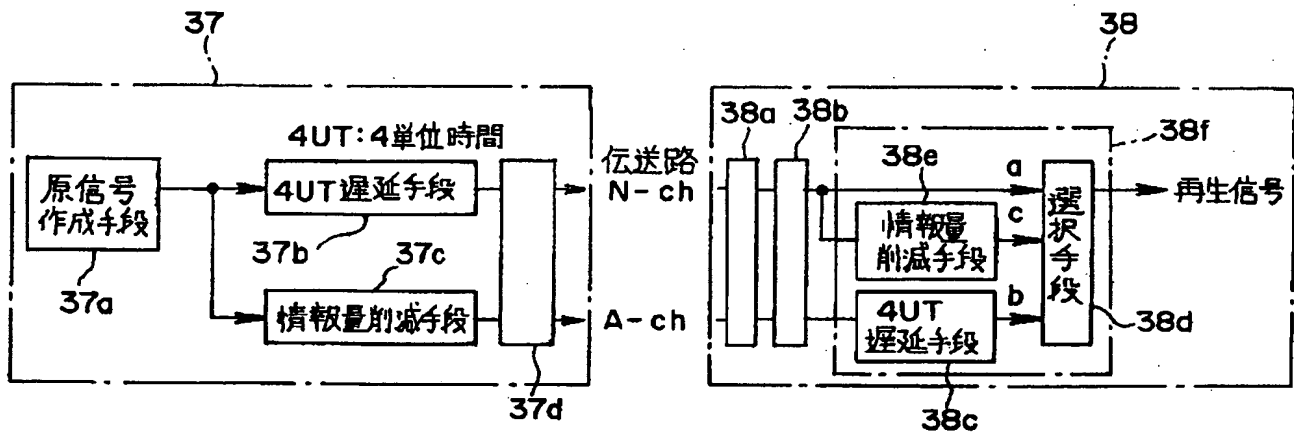 37
4UT:4単位時間
原信号
作成手段
37a
4UT遅延手段
37b
37c
情報量削減手段
37d
伝送路
N-ch
A-ch
38
38a
38b
38f
38e
a
情報量
削減手段
c
4UT
遅延手段
b
38c
選択手段
38d
再生信号